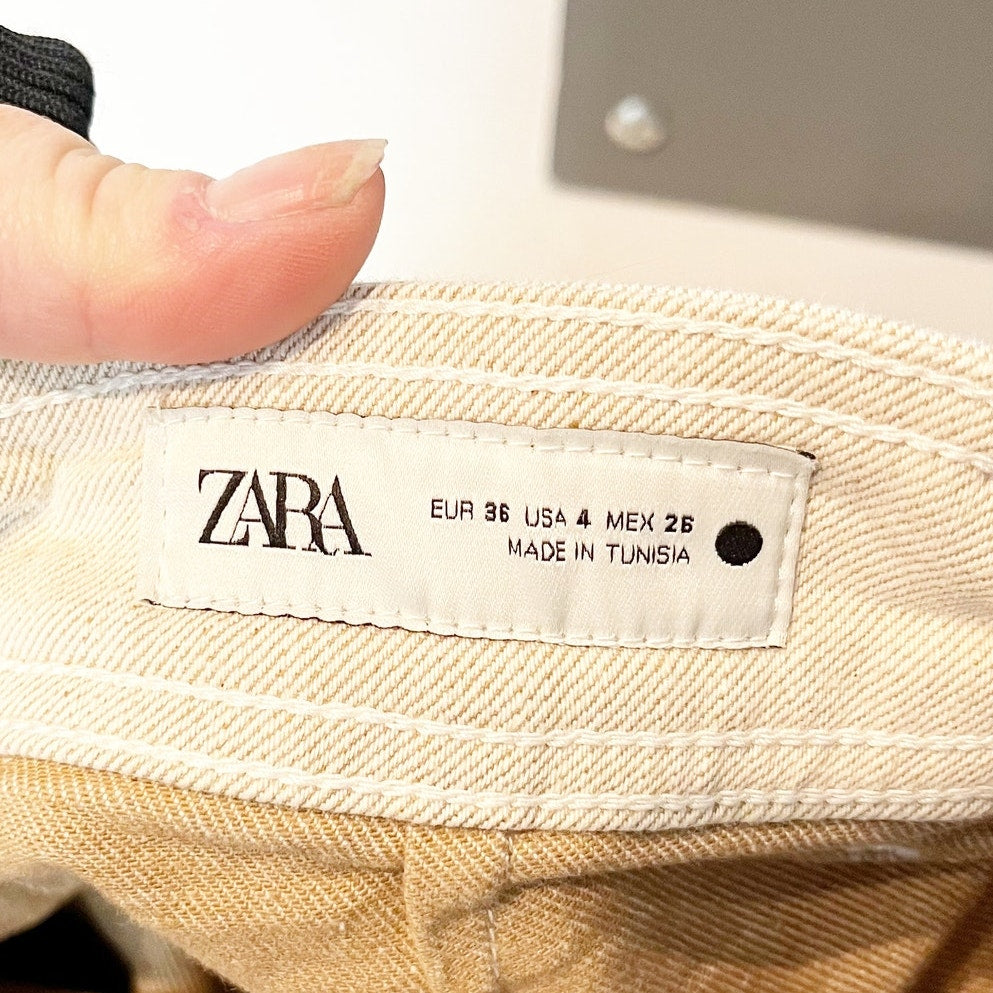 ZARA
EUR 36 USA 4 MEX 26
MADE IN TUNISIA